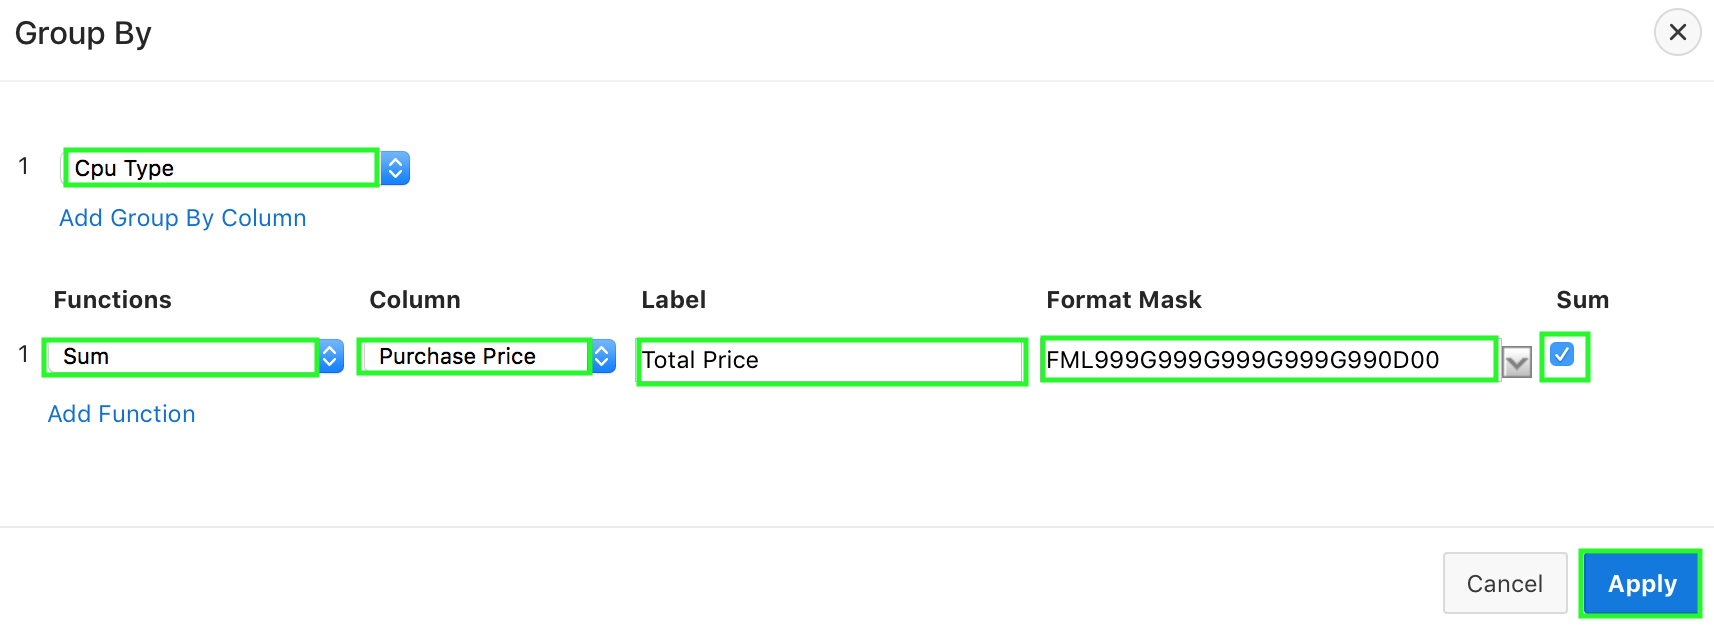 Group By
1 Cpu Type
Add Group By Column
Functions Column Label Format Mask Sum
1 Sum Purchase Price Total Price FML999G999G999G999G990D00
Add Function
Cancel Apply